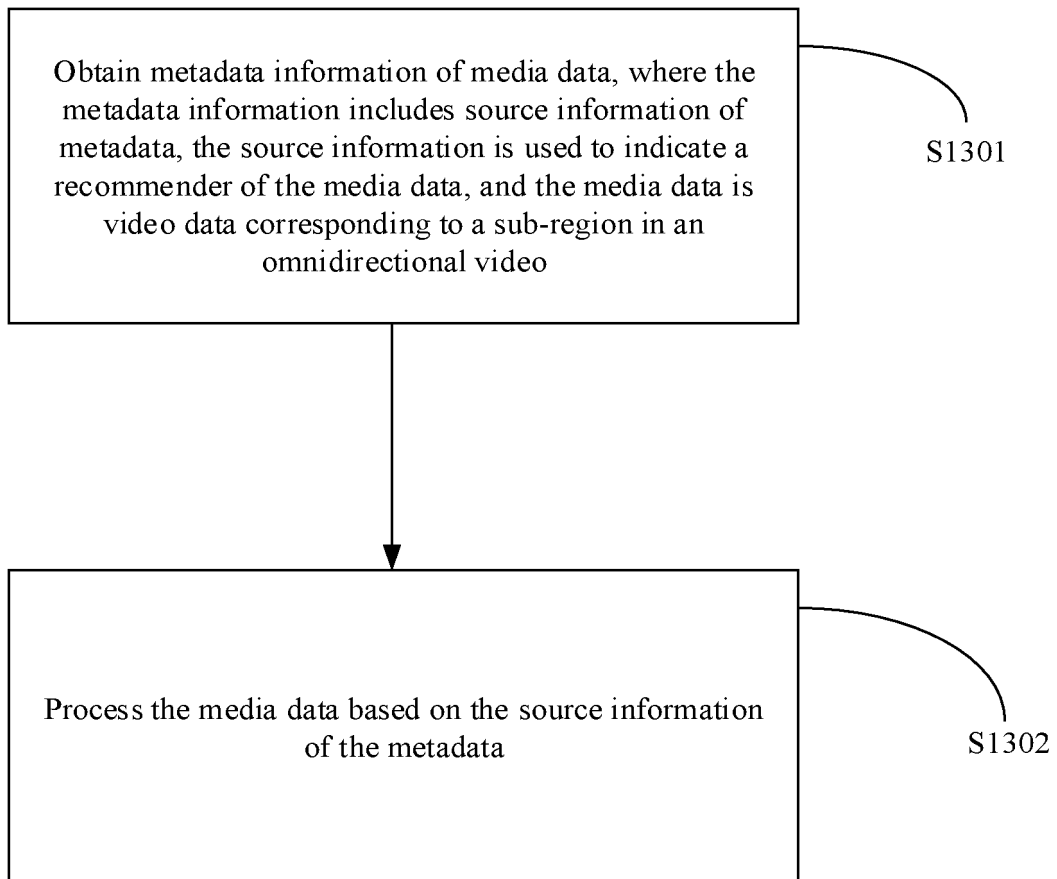 Obtain metadata information of media data, where the
metadata information includes source information of
metadata, the source information is used to indicate a
recommender of the media data, and the media data is
video data corresponding to a sub-region in an
omnidirectional video
S1301
Process the media data based on the source information
of the metadata
S1302